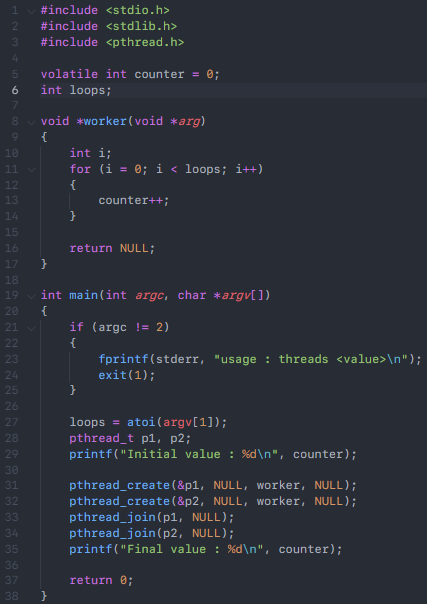 1 #include <stdio.h>
2 #include <stdlib.h>
3 #include <pthread.h>
4
5 volatile int counter = 0;
6 int loops;
7
8 void *worker(void *arg)
9 {
10     int i;
11     for (i = 0; i < loops; i++)
12     {
13         counter++;
14     }
15
16     return NULL;
17 }
18
19 int main(int argc, char *argv[])
20 {
21     if (argc != 2)
22     {
23         fprintf(stderr, "usage : threads <value>\n");
24         exit(1);
25     }
26
27     loops = atoi(argv[1]);
28     pthread_t p1, p2;
29     printf("Initial value : %d\n", counter);
30
31     pthread_create(&p1, NULL, worker, NULL);
32     pthread_create(&p2, NULL, worker, NULL);
33     pthread_join(p1, NULL);
34     pthread_join(p2, NULL);
35     printf("Final value : %d\n", counter);
36
37     return 0;
38 }